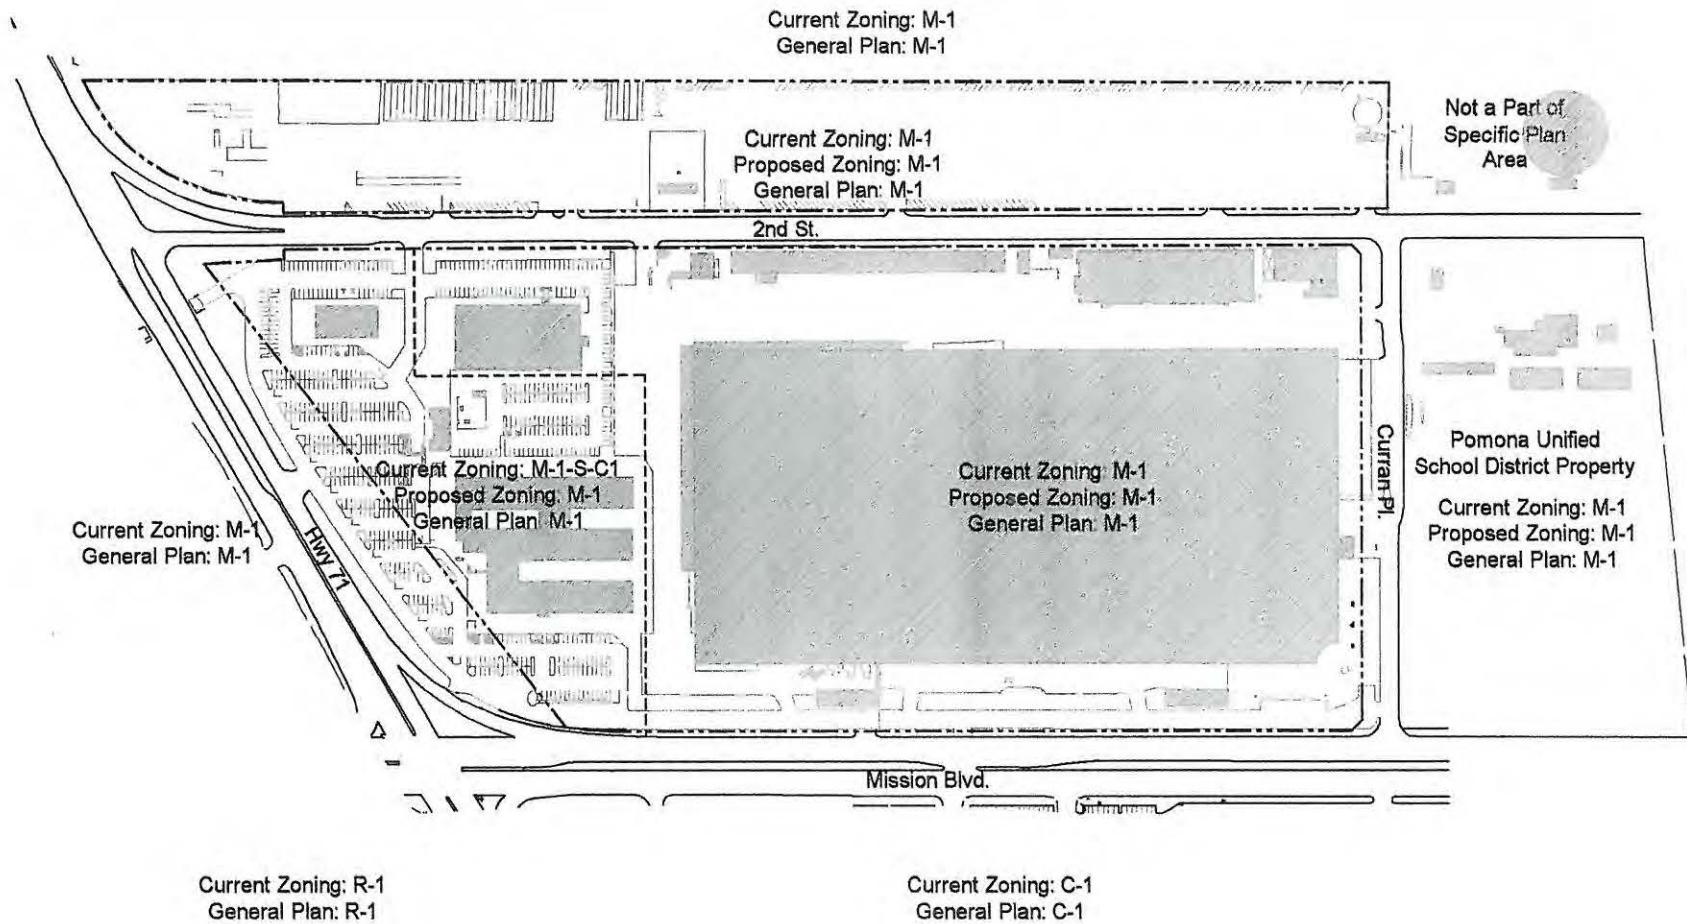 Current Zoning: M-1
General Plan: M-1
Not a Part of
Specific Plan
Area
Current Zoning: M-1
Proposed Zoning: M-1
General Plan: M-1
2nd St.
Current Zoning: M-1-S-C1
Proposed Zoning: M-1
General Plan: M-1
Current Zoning: M-1
Proposed Zoning: M-1
General Plan: M-1
Curran Pl.
Pomona Unified
School District Property
Current Zoning: M-1
Proposed Zoning: M-1
General Plan: M-1
Current Zoning: M-1
General Plan: M-1
Hwy 71
Mission Blvd.
Current Zoning: R-1
General Plan: R-1
Current Zoning: C-1
General Plan: C-1